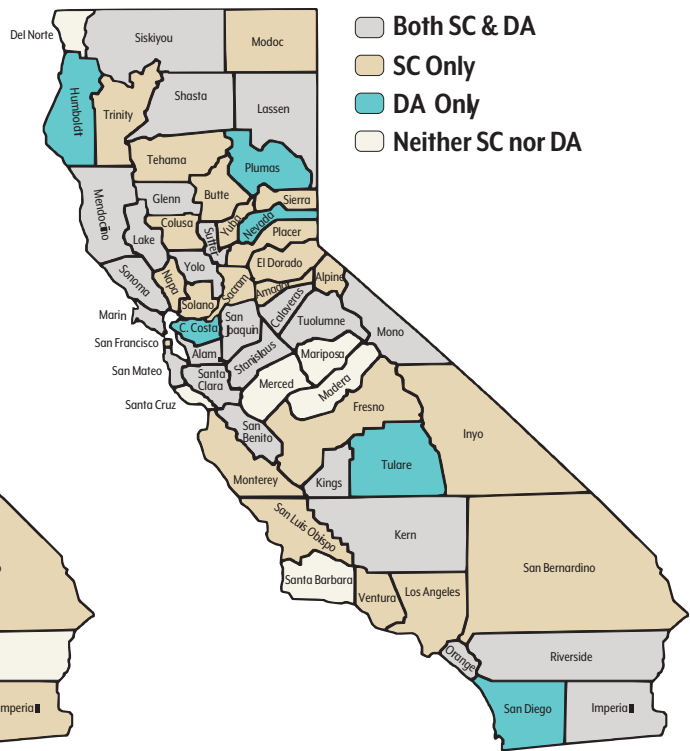 Both SC & DA
SC Only
DA Only
Neither SC nor DA
Del Norte
Siskiyou
Modoc
Humboldt
Trinity
Shasta
Lassen
Tehama
Plumas
Mendocino
Glenn
Butte
Sierra
Colusa
Yuba
Nevada
Lake
Sutter
Placer
Sonoma
Napa
Yolo
El Dorado
Sacram
Solano
Amador
Alpine
Marin
C. Costa
San
Joaquin
Calaveras
Tuolumne
Mono
San Francisco
Alam
Stanislaus
Mariposa
San Mateo
Santa
Clara
Merced
Madera
Santa Cruz
San
Benito
Fresno
Inyo
Monterey
Kings
Tulare
San Luis Obispo
Kern
Santa Barbara
Ventura
Los Angeles
San Bernardino
Orange
Riverside
San Diego
Imperia
mperia